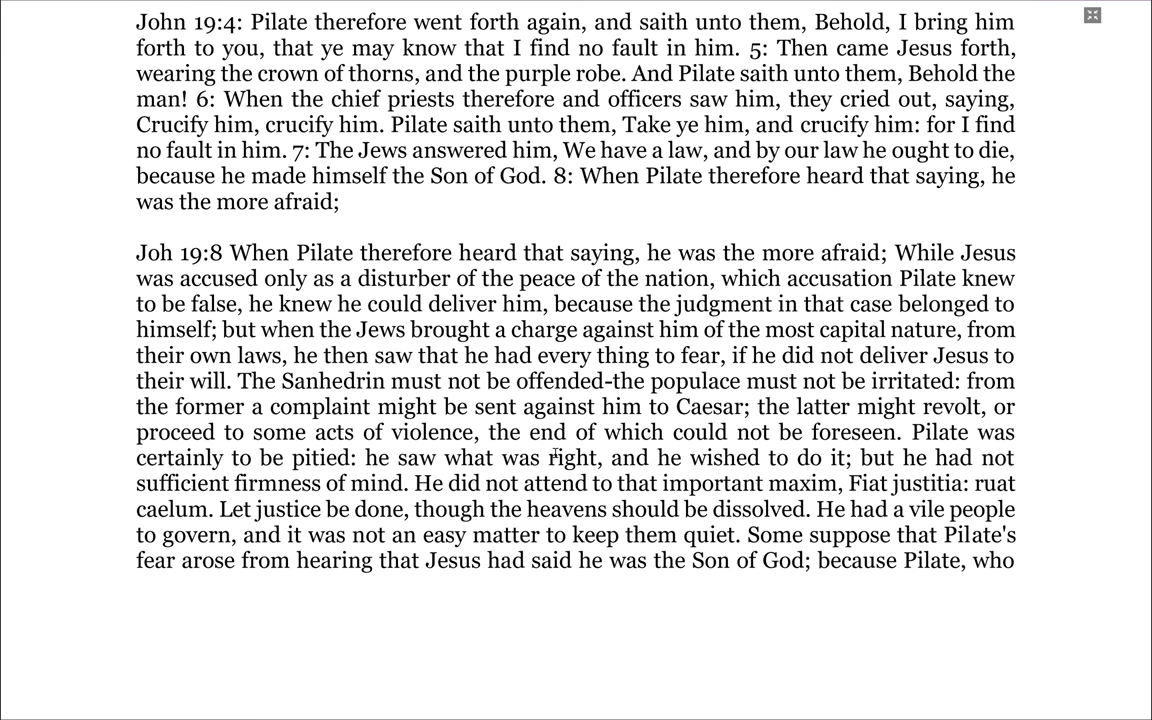 John 19:4: Pilate therefore went forth again, and saith unto them, Behold, I bring him
forth to you, that ye may know that I find no fault in him. 5: Then came Jesus forth,
wearing the crown of thorns, and the purple robe. And Pilate saith unto them, Behold the
man! 6: When the chief priests therefore and officers saw him, they cried out, saying,
Crucify him, crucify him. Pilate saith unto them, Take ye him, and crucify him: for I find
no fault in him. 7: The Jews answered him, We have a law, and by our law he ought to die,
because he made himself the Son of God. 8: When Pilate therefore heard that saying, he
was the more afraid;
Joh 19:8 When Pilate therefore heard that saying, he was the more afraid; While Jesus
was accused only as a disturber of the peace of the nation, which accusation Pilate knew
to be false, he knew he could deliver him, because the judgment in that case belonged to
himself; but when the Jews brought a charge against him of the most capital nature, from
their own laws, he then saw that he had every thing to fear, if he did not deliver Jesus to
their will. The Sanhedrin must not be offended-the populace must not be irritated: from
the former a complaint might be sent against him to Caesar; the latter might revolt, or
proceed to some acts of violence, the end of which could not be foreseen. Pilate was
certainly to be pitied: he saw what was right, and he wished to do it; but he had not
sufficient firmness of mind. He did not attend to that important maxim, Fiat justitia: ruat
caelum. Let justice be done, though the heavens should be dissolved. He had a vile people
to govern, and it was not an easy matter to keep them quiet. Some suppose that Pilate's
fear arose from hearing that Jesus had said he was the Son of God; because Pilate, who